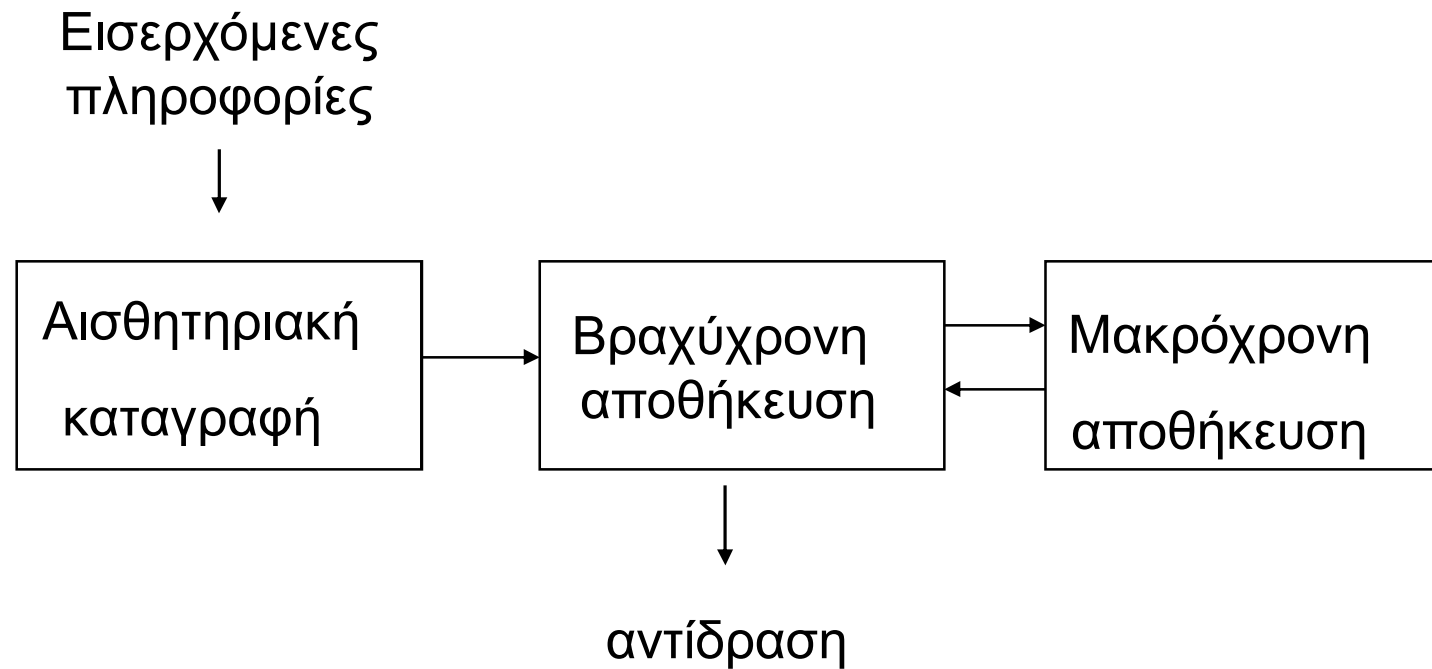 Εισερχόμενες
πληροφορίες
Αισθητηριακή
καταγραφή
Βραχύχρονη
αποθήκευση
Μακρόχρονη
αποθήκευση
αντίδραση